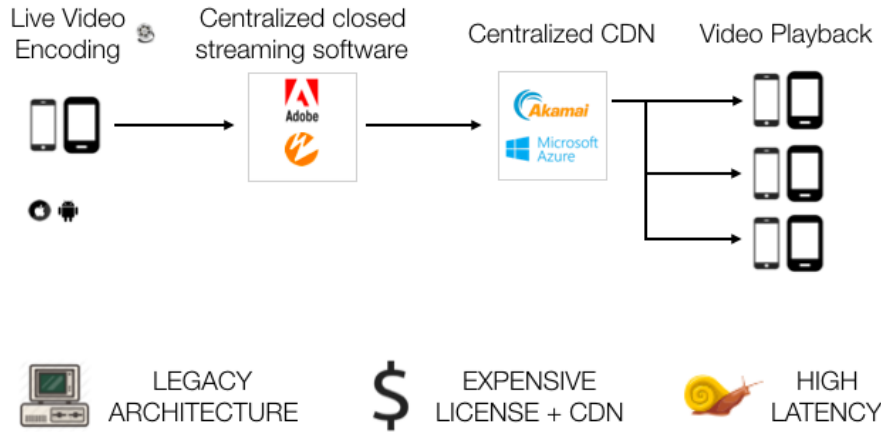 Live Video
Encoding
Centralized closed
streaming software
Centralized CDN
Video Playback
Adobe
Akamai
Microsoft
Azure
LEGACY
ARCHITECTURE
$
EXPENSIVE
LICENSE + CDN
HIGH
LATENCY